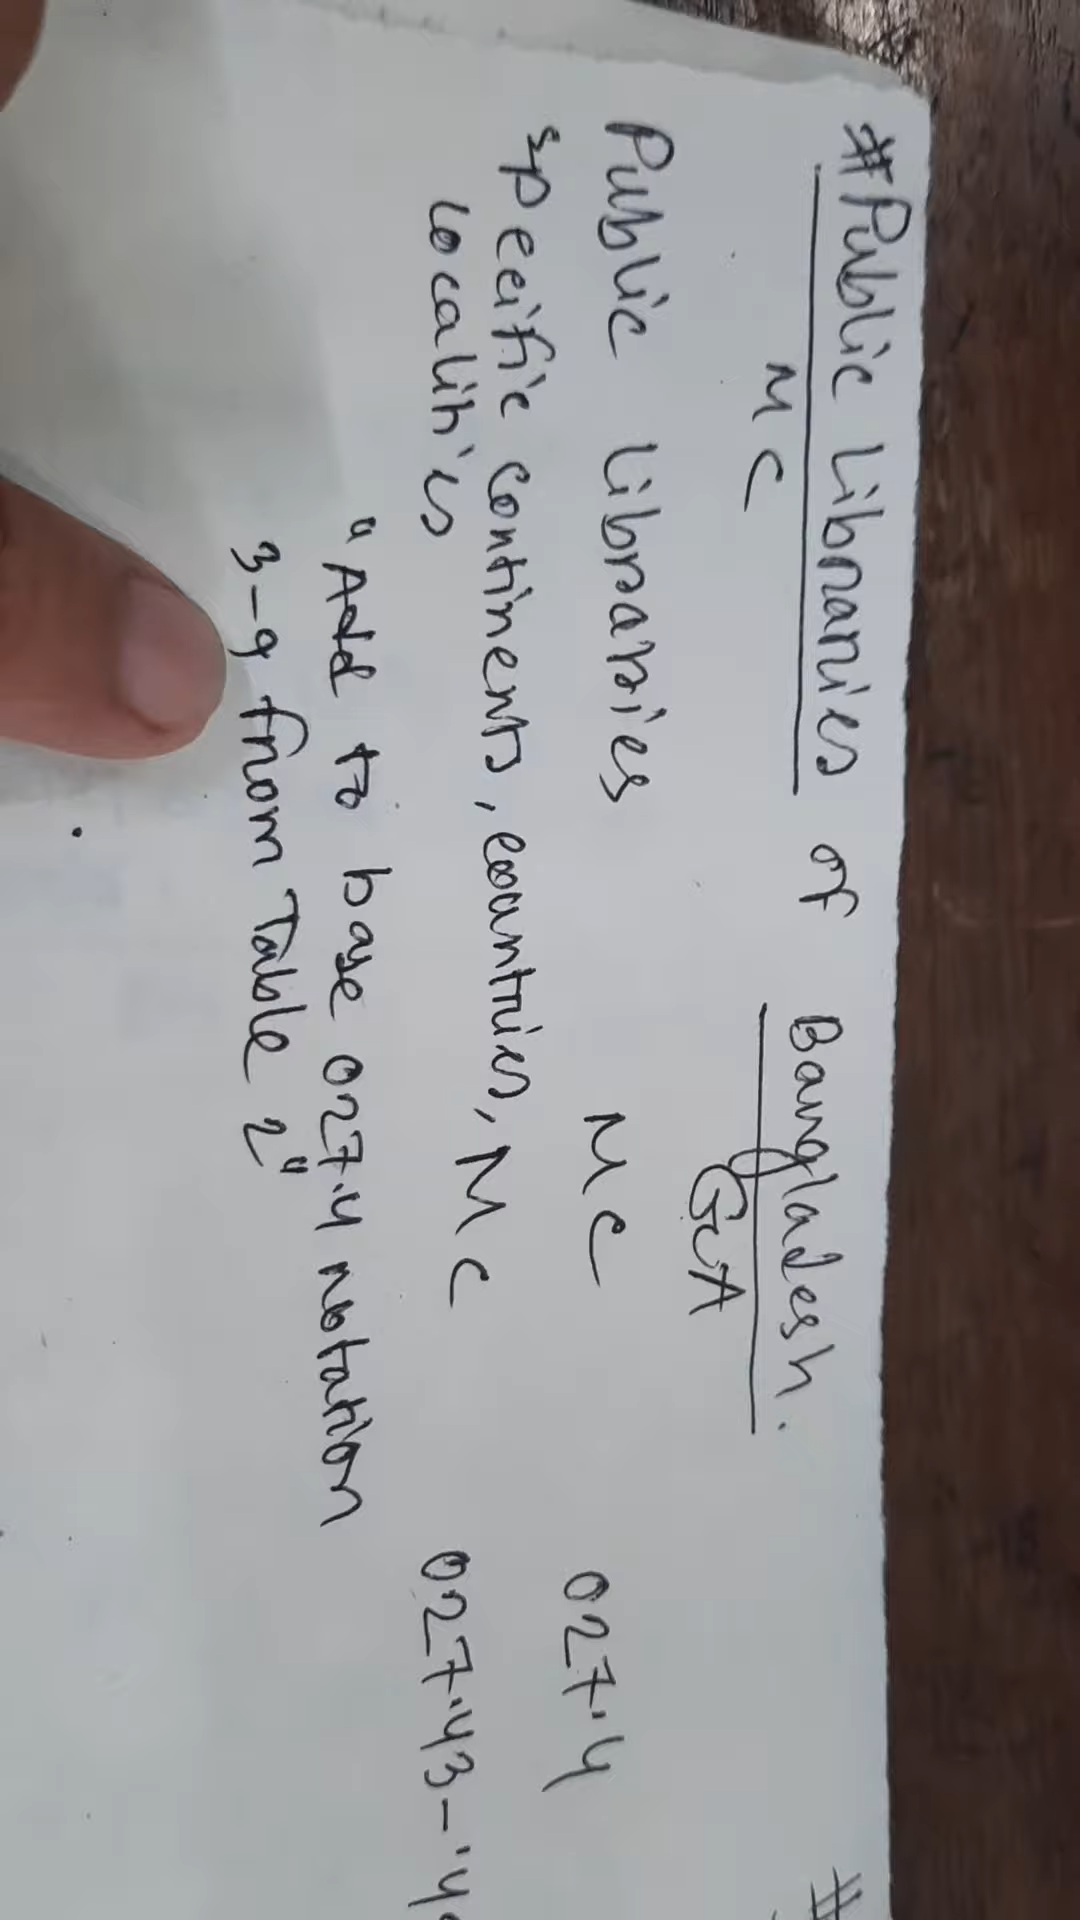 # Public Libraries of Bangladesh.
MC GCA
Public Libraries MC 027.4
specific continents, countries, MC 027.43-.4
localities
"Add to base 027.4 notation
3-9 from Table 2"
#